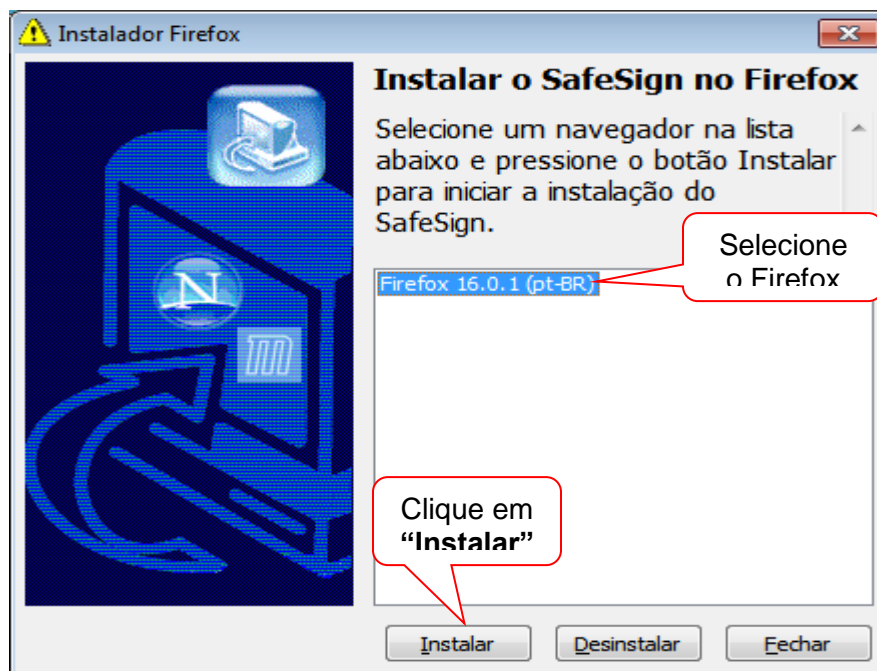 Instalador Firefox
Instalar o SafeSign no Firefox
Selecione um navegador na lista
abaixo e pressione o botão Instalar
para iniciar a instalação do
SafeSign.
Selecione
o Firefox
Firefox 16.0.1 (pt-BR)
N
m
Clique em
“Instalar”
Instalar
Desinstalar
Fechar